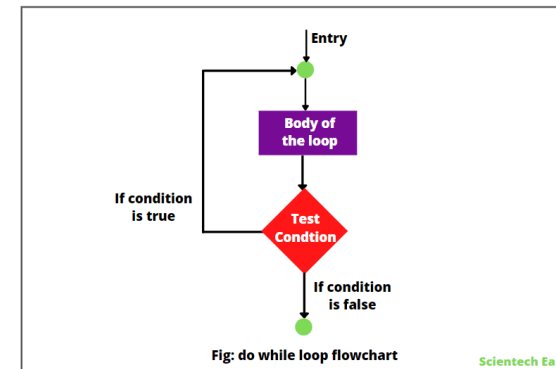 Entry
Body of
the loop
If condition
is true
Test
Condtion
If condition
is false
Fig: do while loop flowchart
Scientech Ea